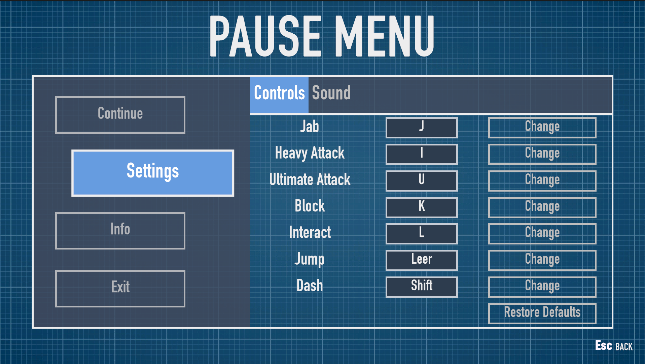 PAUSE MENU
Continue
Settings
Info
Exit
Controls Sound
Jab J Change
Heavy Attack I Change
Ultimate Attack U Change
Block K Change
Interact L Change
Jump Leer Change
Dash Shift Change
Restore Defaults
Esc BACK